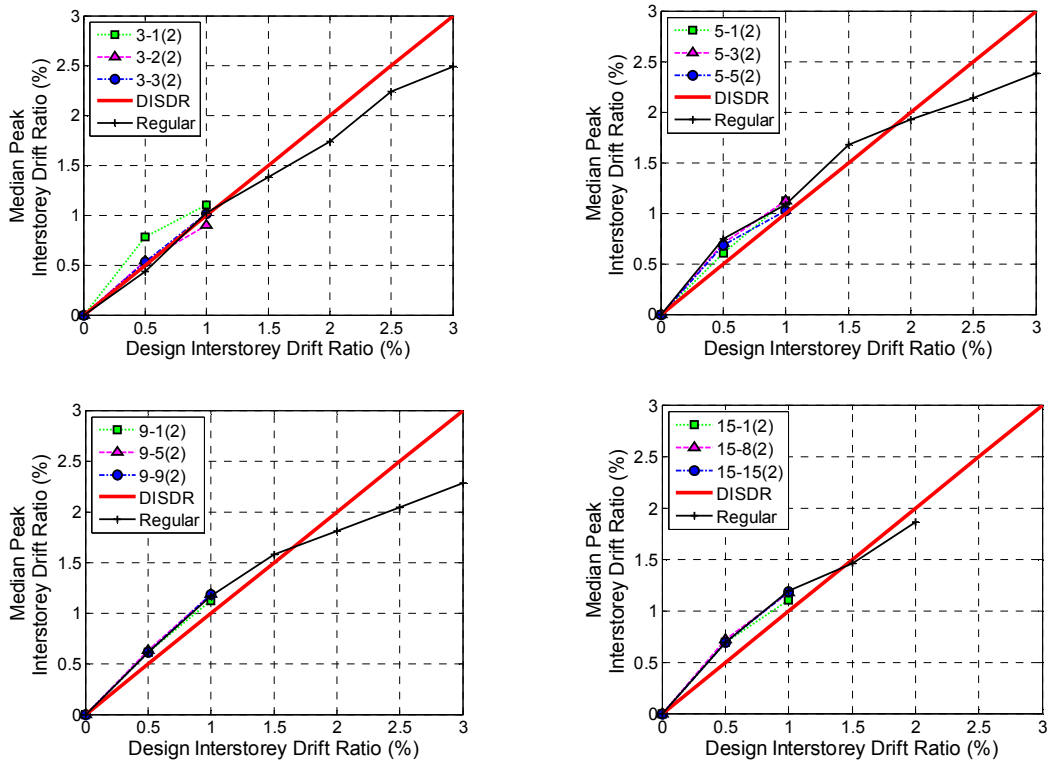 3
2.5
2
1.5
1
0.5
0
Median Peak
Interstorey Drift Ratio (%)
3-1(2)
3-2(2)
3-3(2)
DISDR
Regular
0 0.5 1 1.5 2 2.5 3
Design Interstorey Drift Ratio (%)
3
2.5
2
1.5
1
0.5
0
Median Peak
Interstorey Drift Ratio (%)
5-1(2)
5-3(2)
5-5(2)
DISDR
Regular
0 0.5 1 1.5 2 2.5 3
Design Interstorey Drift Ratio (%)
3
2.5
2
1.5
1
0.5
0
Median Peak
Interstorey Drift Ratio (%)
9-1(2)
9-5(2)
9-9(2)
DISDR
Regular
0 0.5 1 1.5 2 2.5 3
Design Interstorey Drift Ratio (%)
3
2.5
2
1.5
1
0.5
0
Median Peak
Interstorey Drift Ratio (%)
15-1(2)
15-8(2)
15-15(2)
DISDR
Regular
0 0.5 1 1.5 2 2.5 3
Design Interstorey Drift Ratio (%)